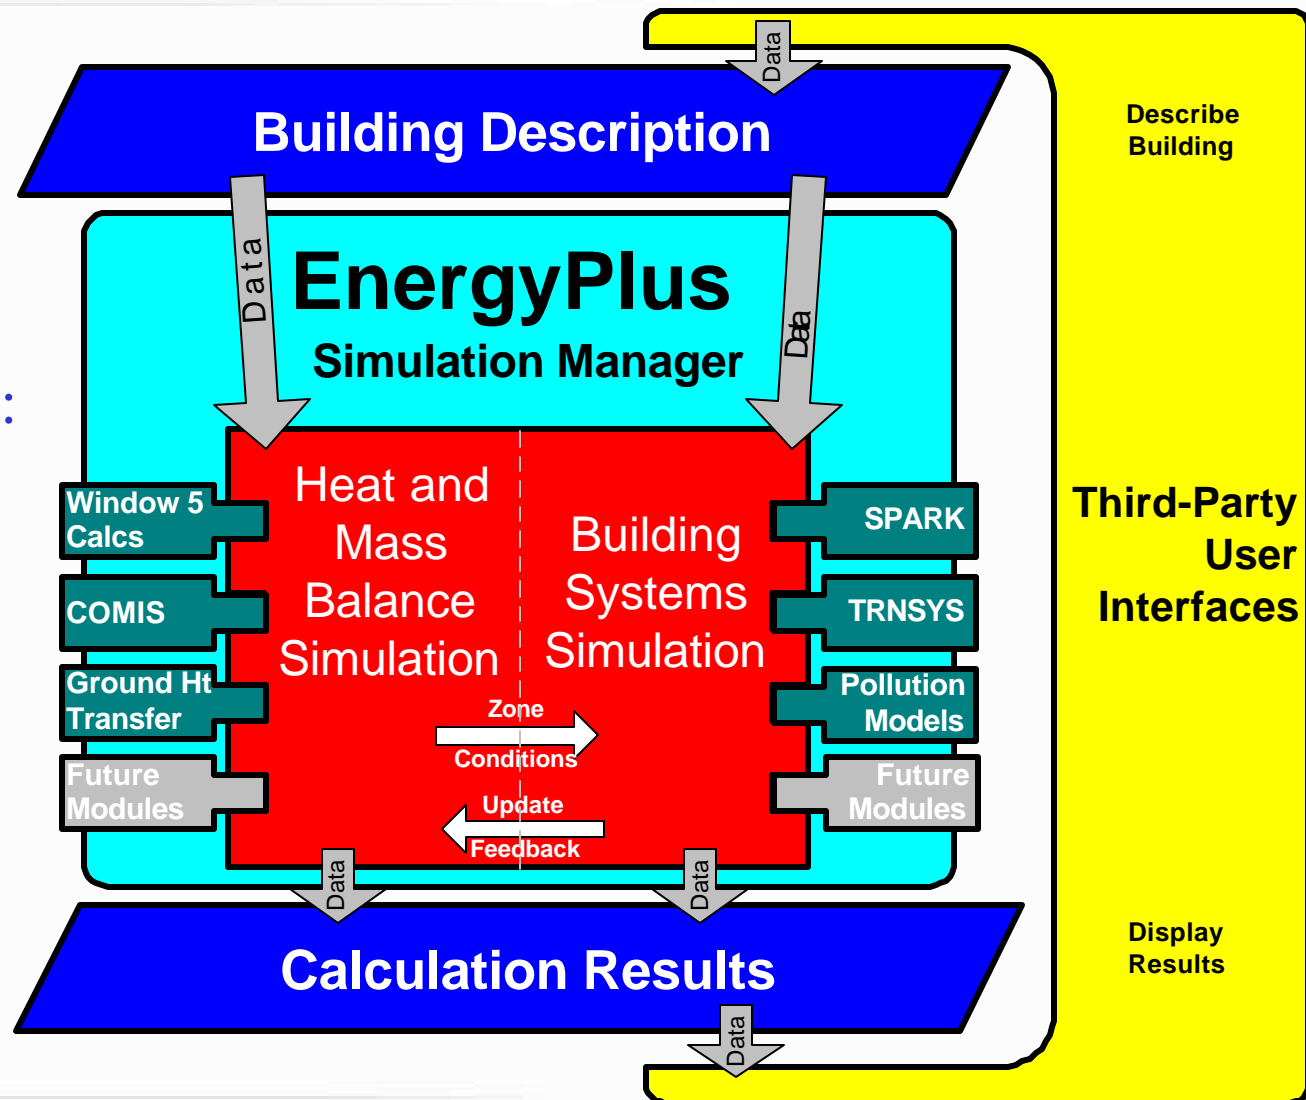 Data
Building Description
Describe
Building
Data
Data
EnergyPlus
Simulation Manager
:
Heat and
Mass
Balance
Simulation
Building
Systems
Simulation
Window 5
Calcs
COMIS
Ground Ht
Transfer
Future
Modules
SPARK
TRNSYS
Pollution
Models
Future
Modules
Zone
Conditions
Update
Feedback
Third-Party
User
Interfaces
Data
Data
Calculation Results
Display
Results
Data